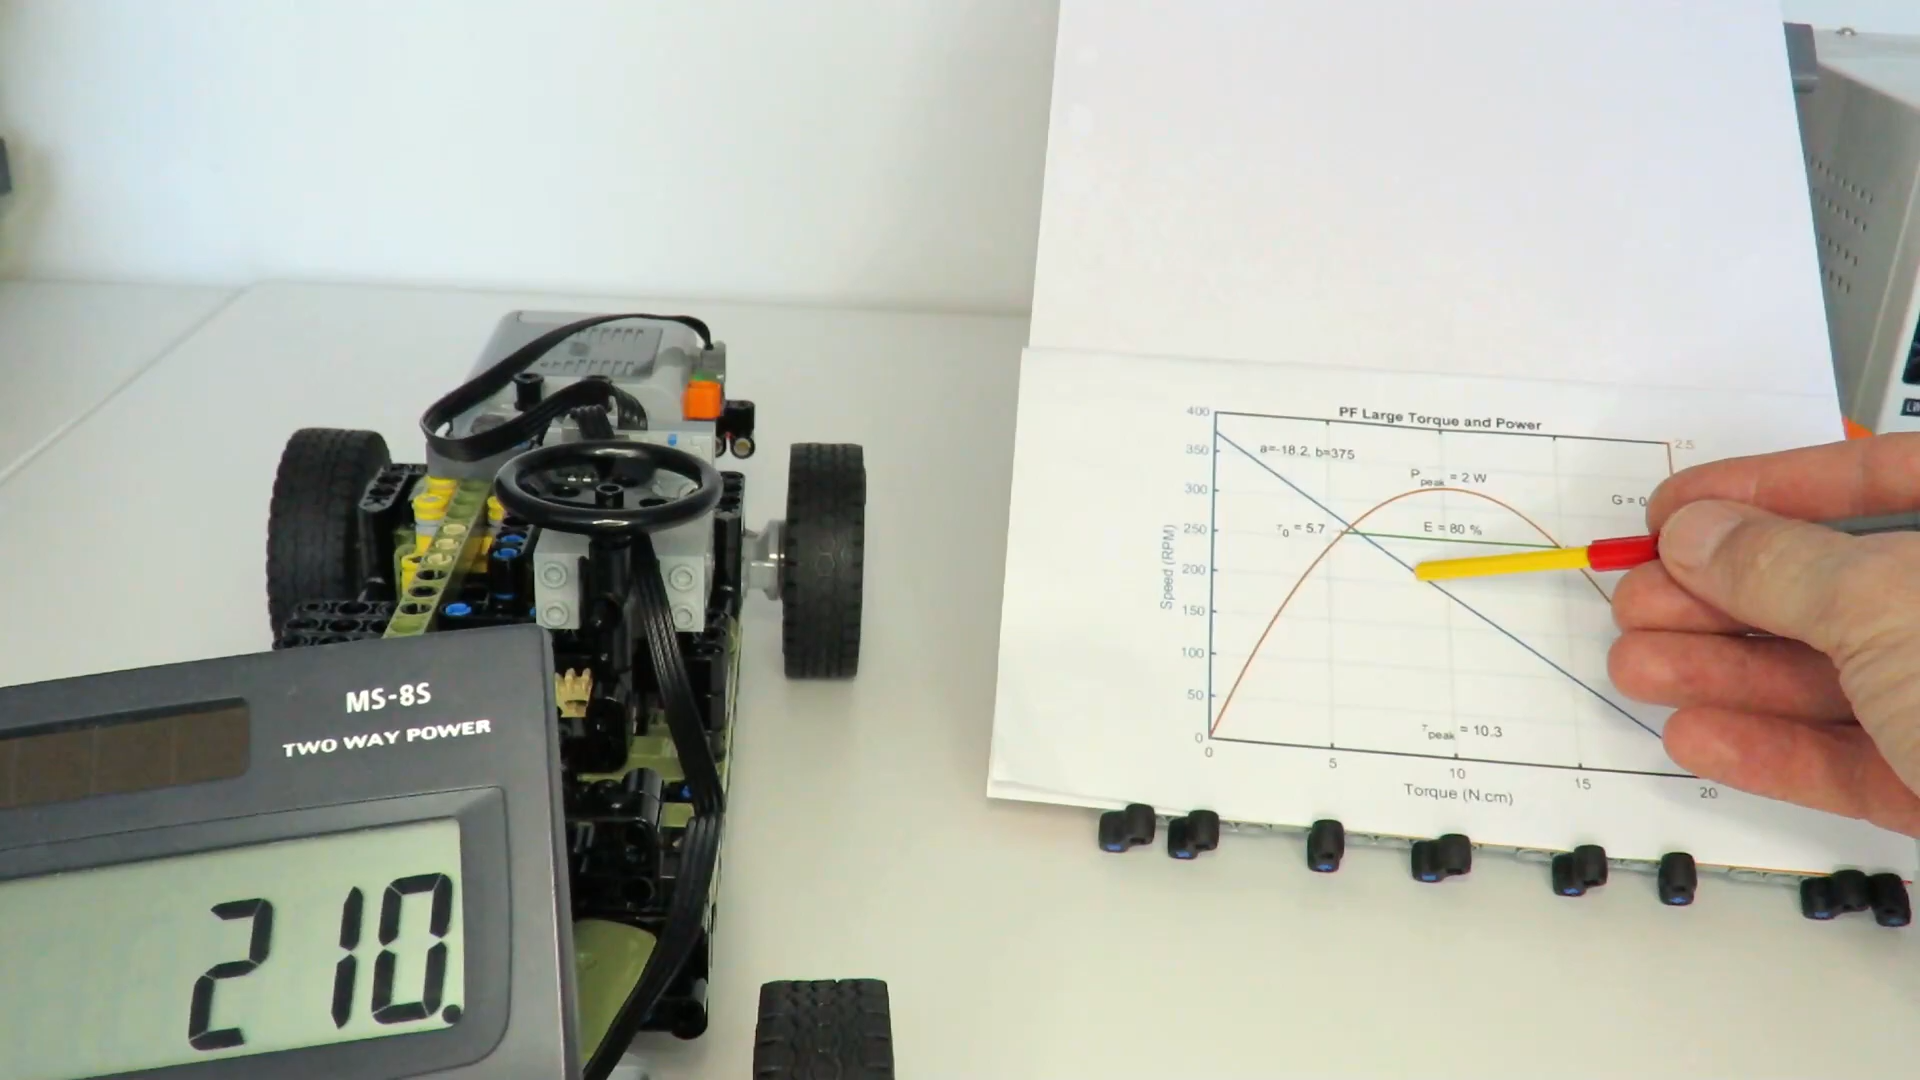 MS-8S
TWO WAY POWER
210.
PF Large Torque and Power
400
350
300
250
200
150
100
50
0
Speed (RPM)
a=-18.2, b=375
P peak = 2 W
τ0 = 5.7
E = 80 %
G = 0
2.5
τ peak = 10.3
0
5
10
15
20
Torque (N.cm)